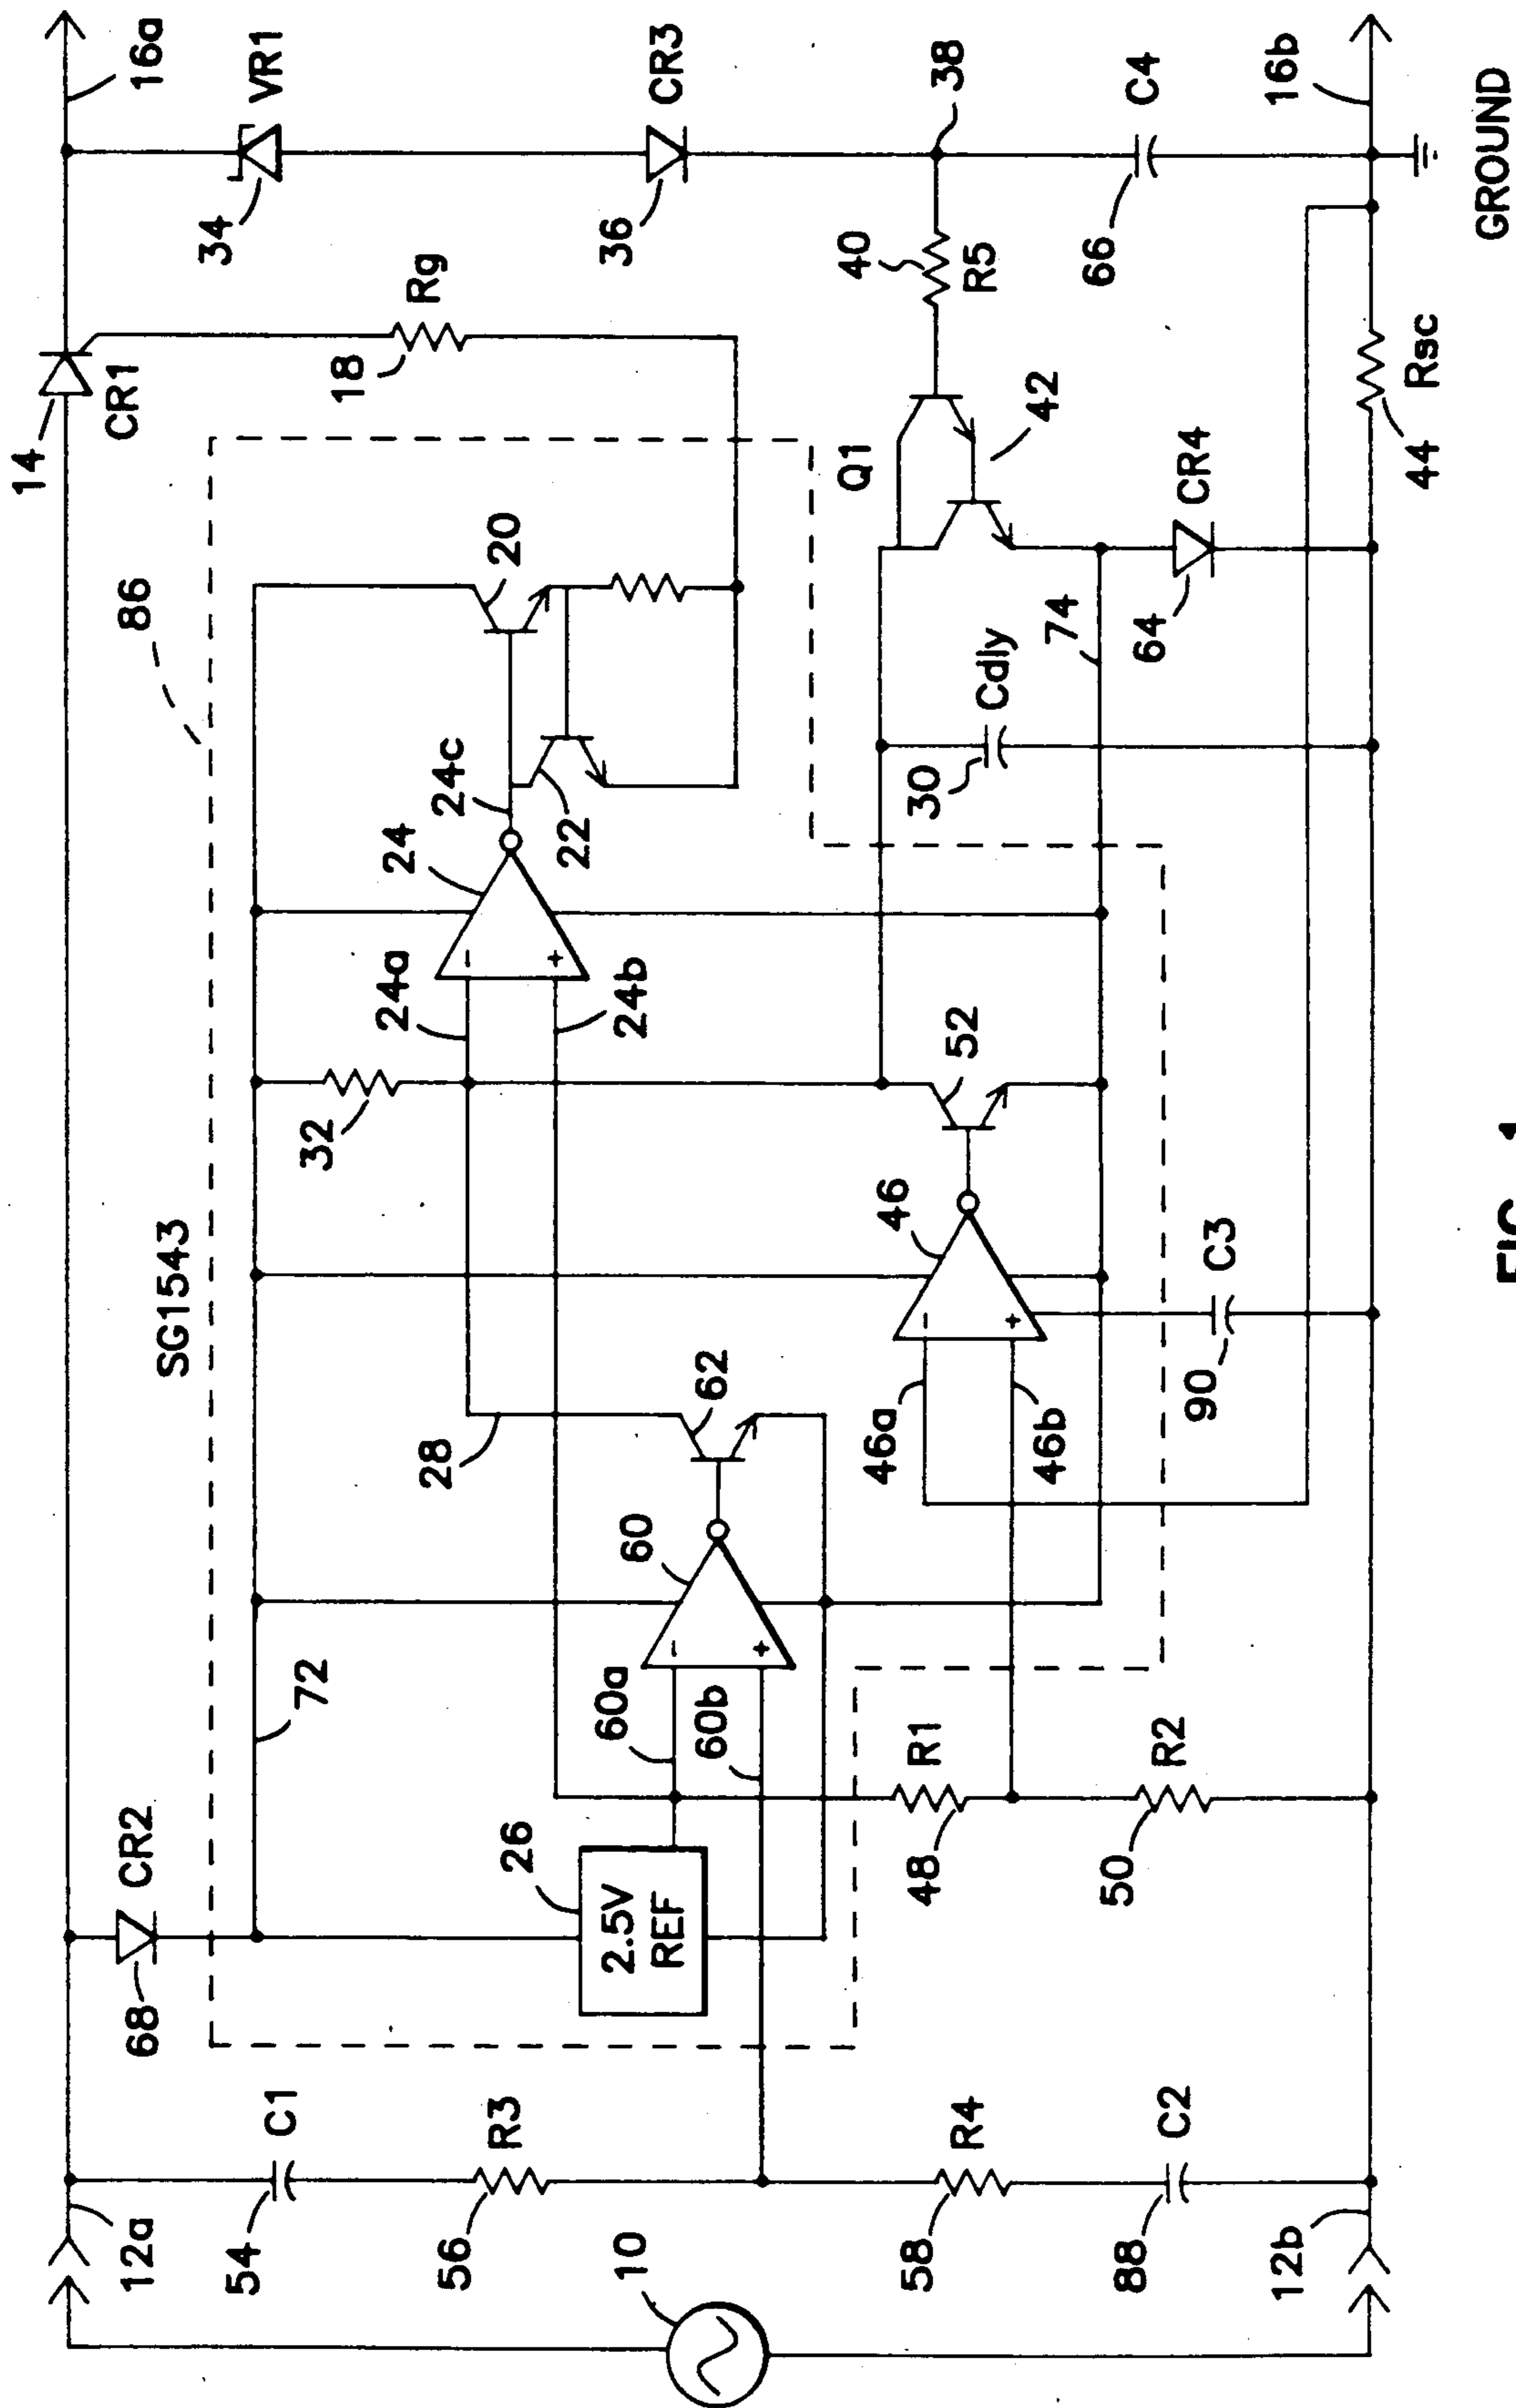 16a
VR1
34
CR3
36
38
C4
66
16b
GROUND
14
CR1
Rg
18
40
R5
Q1
42
CR4
64
Rsc
44
86
20
24c
22
24
24a
24b
Cdly
30
74
32
52
SG1543
46
46a
46b
C3
90
28
62
60
60a
60b
72
CR2
68
26
2.5V
REF
R1
48
R2
50
C1
54
R3
56
R4
58
C2
88
12a
10
12b
-
+
-
+
-
+
FIG. 1